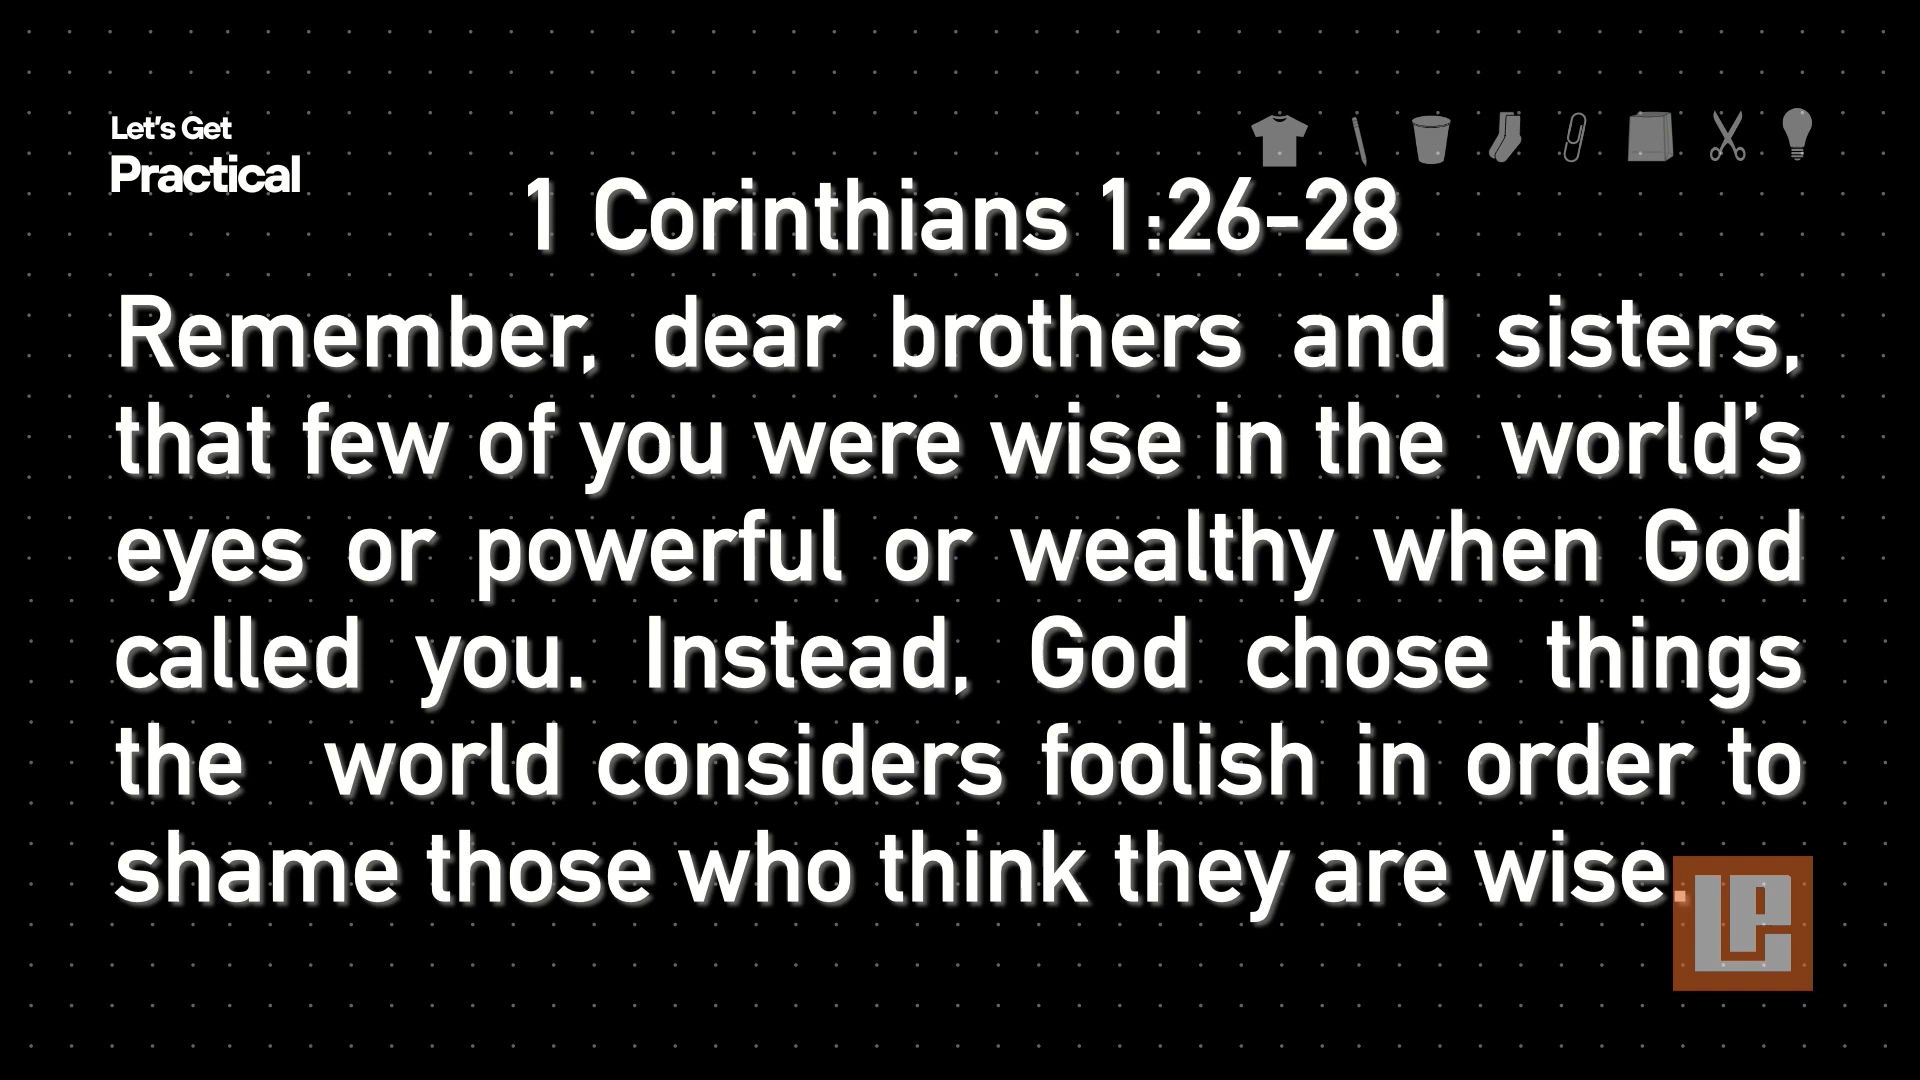 Let's Get
Practical
1 Corinthians 1:26-28
Remember, dear brothers and sisters,
that few of you were wise in the world's
eyes or powerful or wealthy when God
called you. Instead, God chose things
the world considers foolish in order to
shame those who think they are wise.
LP